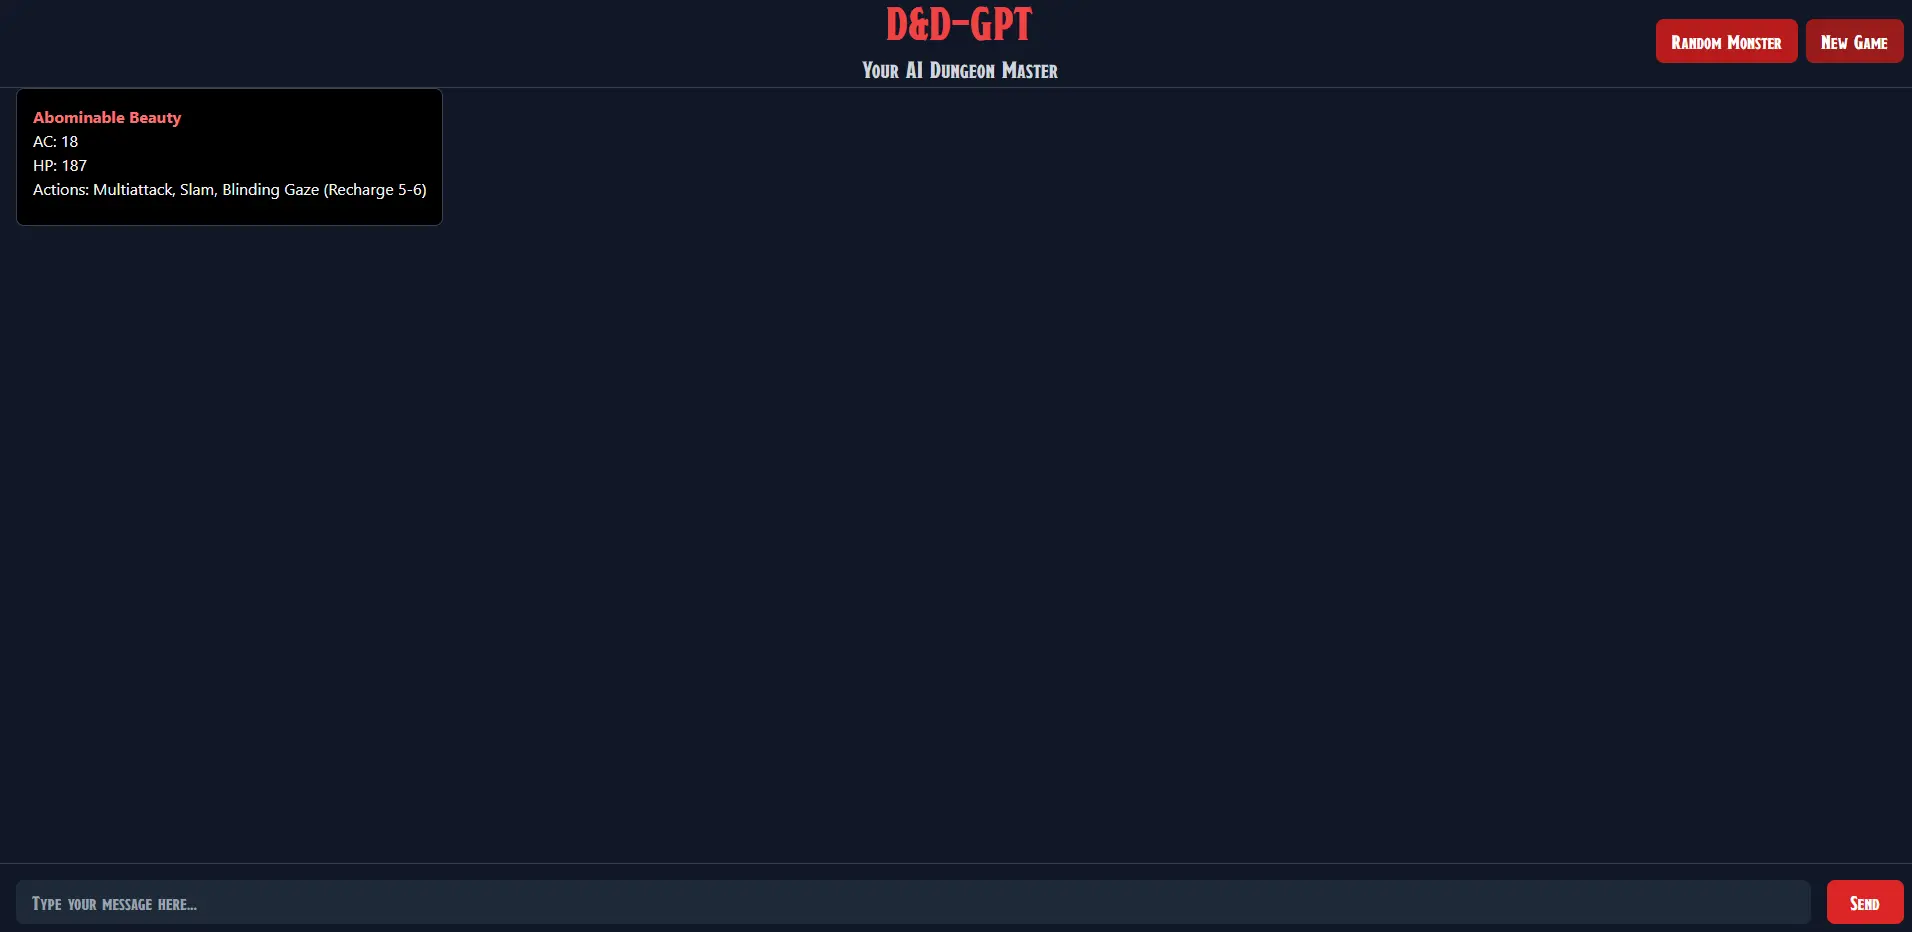 D&D-GPT
Your AI Dungeon Master
Random Monster
New Game
Abominable Beauty
AC: 18
HP: 187
Actions: Multiattack, Slam, Blinding Gaze (Recharge 5-6)
Type your message here...
Send